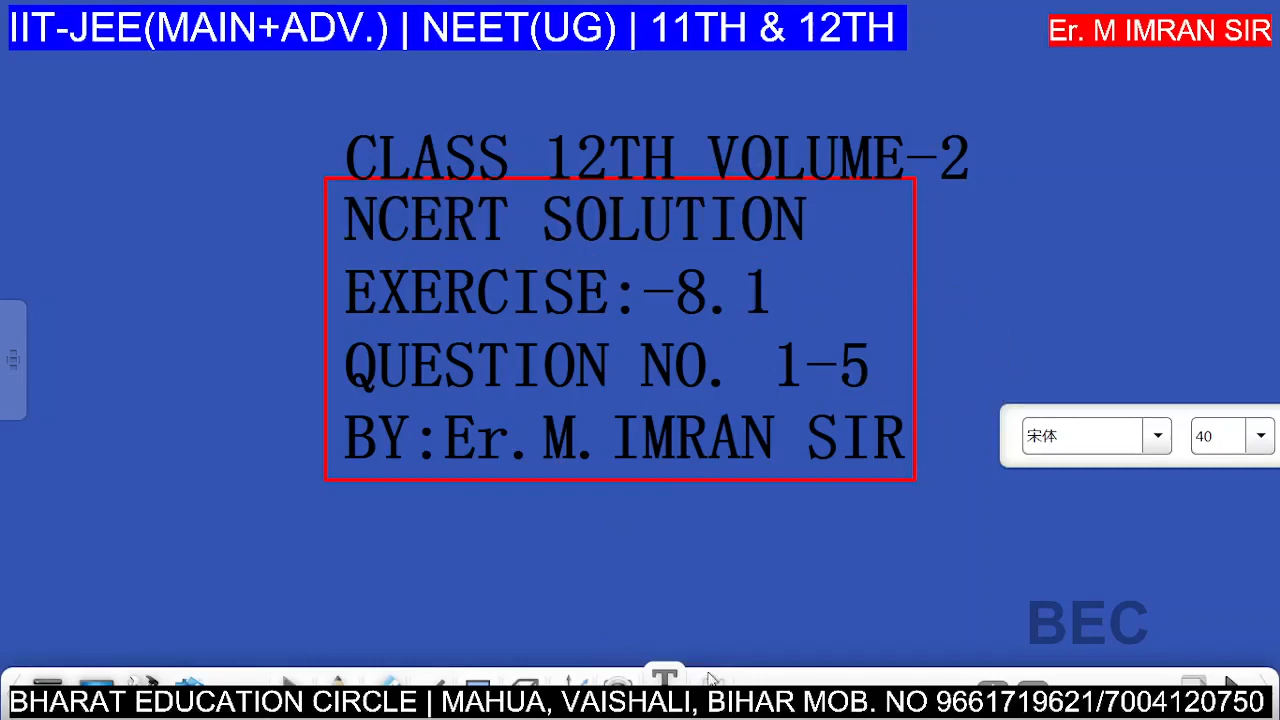 IIT-JEE(MAIN+ADV.) | NEET(UG) | 11TH & 12TH
Er. M IMRAN SIR
CLASS 12TH VOLUME-2
NCERT SOLUTION
EXERCISE:-8.1
QUESTION NO. 1-5
BY:Er.M.IMRAN SIR
宋体
40
BEC
T
BHARAT EDUCATION CIRCLE | MAHUA, VAISHALI, BIHAR MOB. NO 9661719621/7004120750